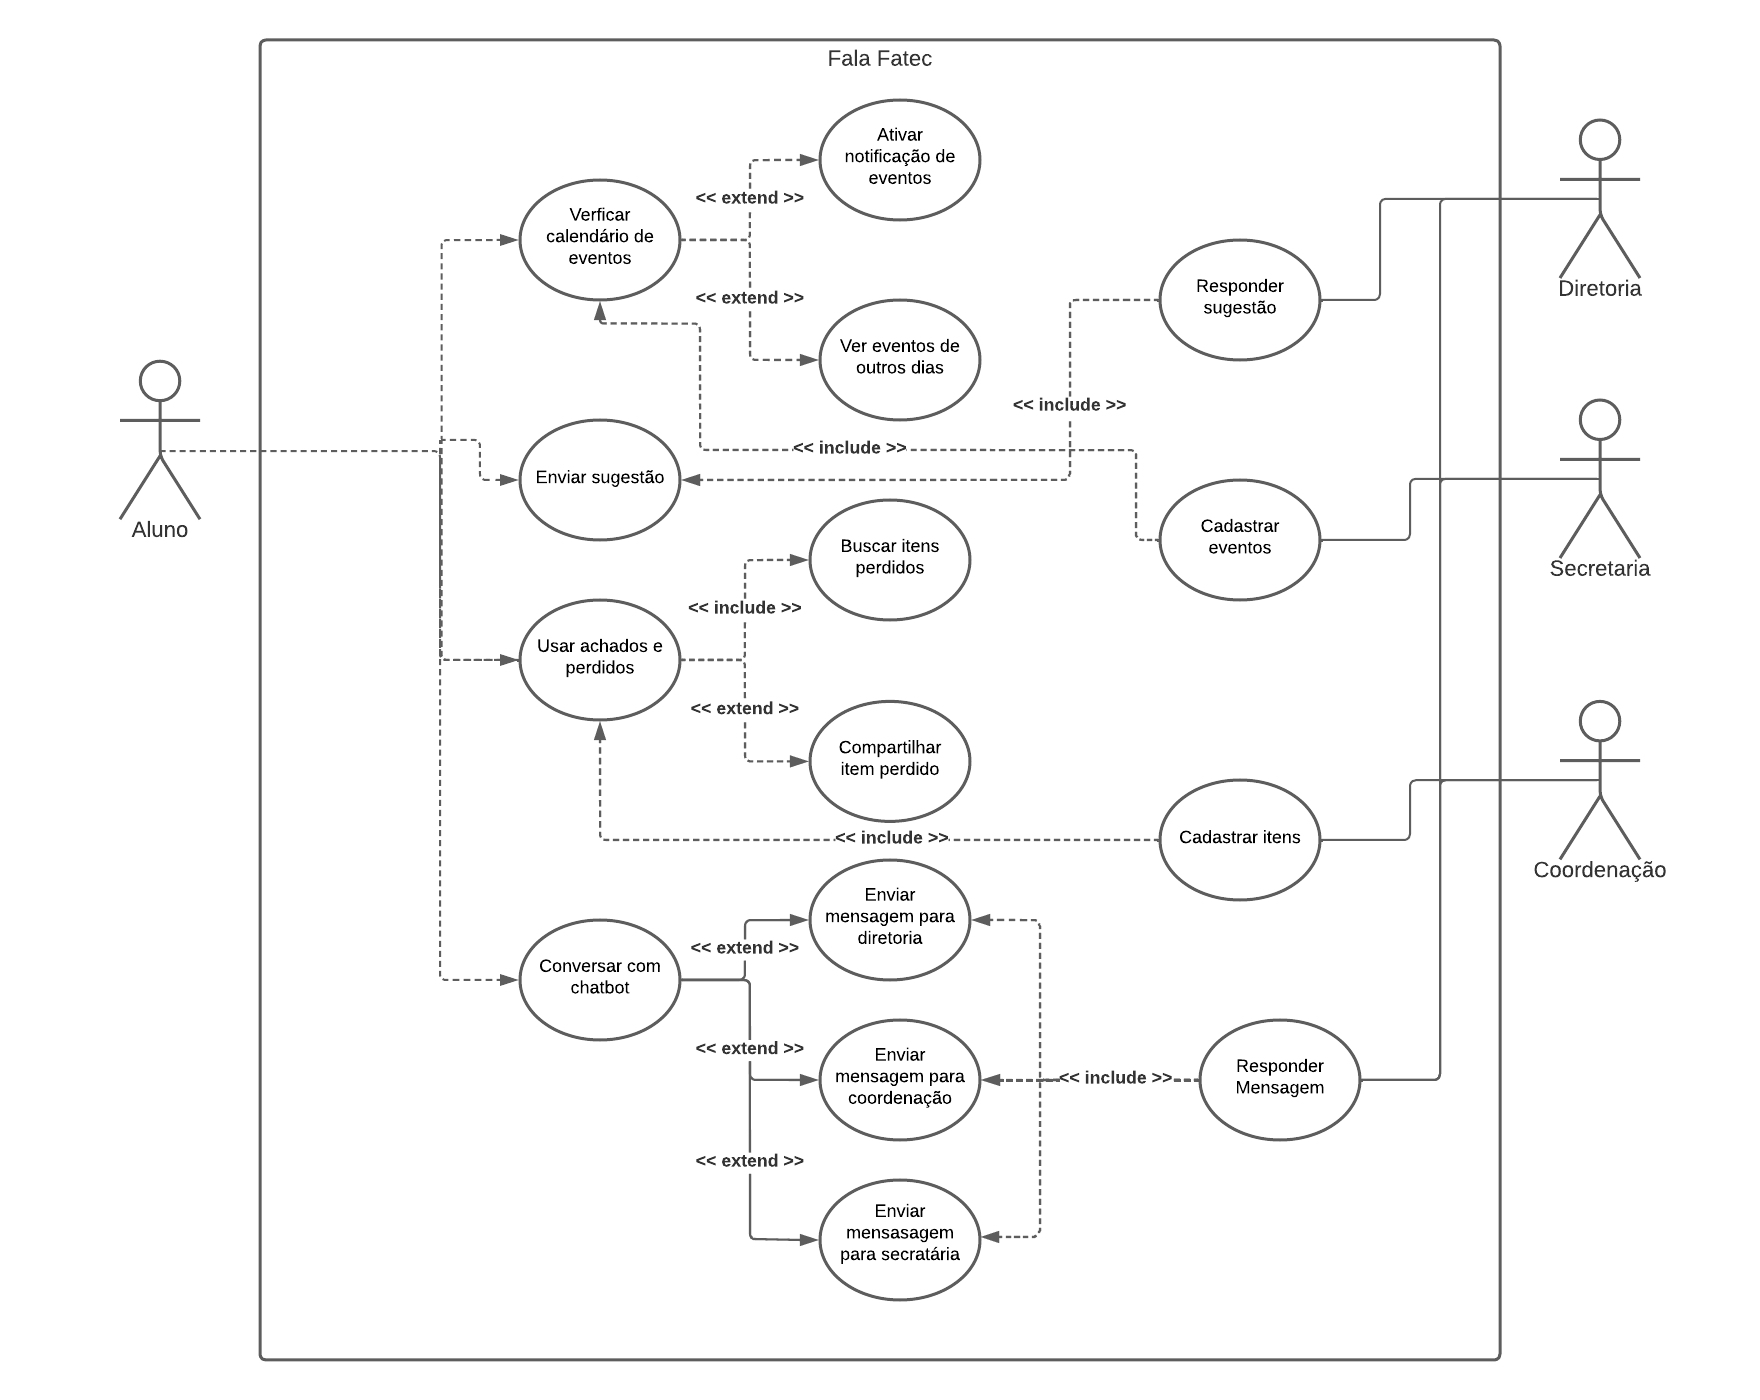 Fala Fatec
Ativar
notificação de
eventos
<< extend >>
Verficar
calendário de
eventos
<< extend >>
Ver eventos de
outros dias
Responder
sugestão
Diretoria
<< include >>
<< include >>
Enviar sugestão
Aluno
Cadastrar
eventos
Secretaria
Buscar itens
perdidos
<< include >>
Usar achados e
perdidos
<< extend >>
Compartilhar
item perdido
<< include >>
Cadastrar itens
Coordenação
Enviar
mensagem para
diretoria
<< extend >>
Conversar com
chatbot
<< extend >>
Enviar
mensagem para
coordenação
<< include >>
Responder
Mensagem
<< extend >>
Enviar
mensasagem
para secratária